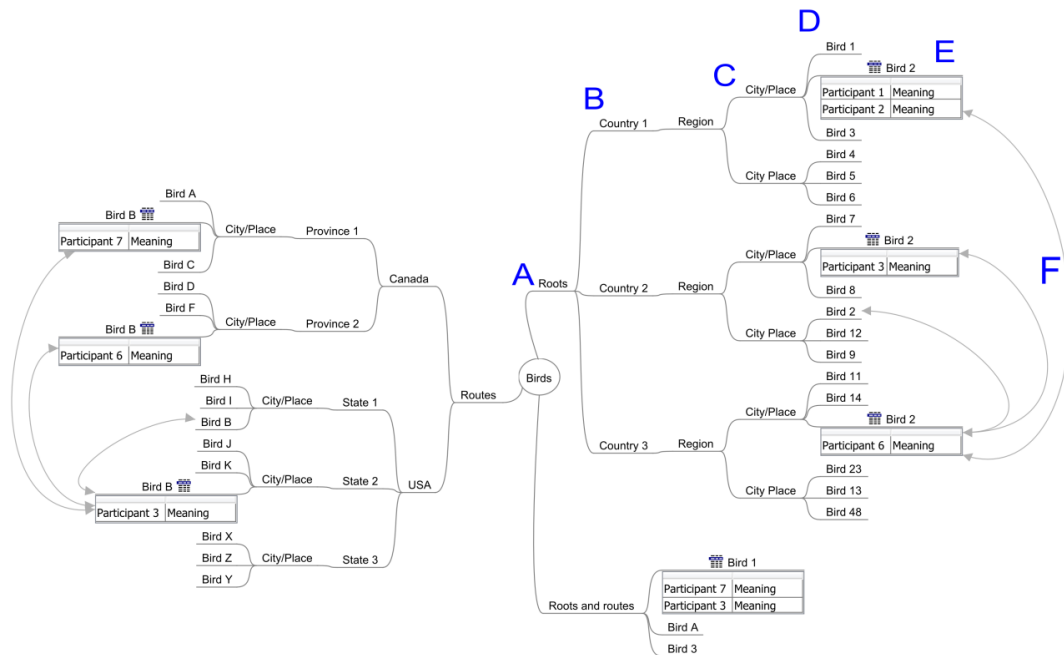 D
Bird 1
E
Bird 2
C
City/Place
Participant 1 Meaning
Participant 2 Meaning
B
Country 1
Region
Bird 3
Bird 4
City Place
Bird 5
Bird 6
Bird 7
Bird 2
City/Place
Participant 3 Meaning
F
A
Roots
Country 2
Region
Bird 8
Bird 2
City Place
Bird 12
Bird 9
Bird 11
City/Place
Bird 14
Bird 2
Country 3
Region
Participant 6 Meaning
Bird 23
City Place
Bird 13
Bird 48
Birds
Routes
Canada
Province 1
City/Place
Bird A
Bird B
Participant 7 Meaning
Bird C
Province 2
City/Place
Bird D
Bird F
Bird B
Participant 6 Meaning
USA
State 1
City/Place
Bird H
Bird I
Bird B
State 2
City/Place
Bird J
Bird K
Bird B
Participant 3 Meaning
State 3
City/Place
Bird X
Bird Z
Bird Y
Roots and routes
Bird 1
Participant 7 Meaning
Participant 3 Meaning
Bird A
Bird 3